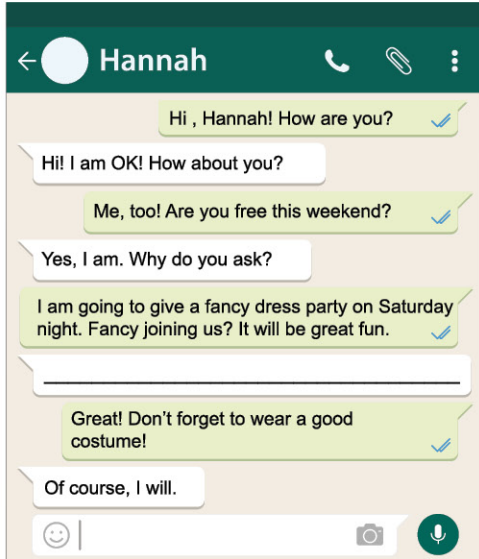 Hannah
Hi , Hannah! How are you?
Hi! I am OK! How about you?
Me, too! Are you free this weekend?
Yes, I am. Why do you ask?
I am going to give a fancy dress party on Saturday
night. Fancy joining us? It will be great fun.
Great! Don’t forget to wear a good
costume!
Of course, I will.